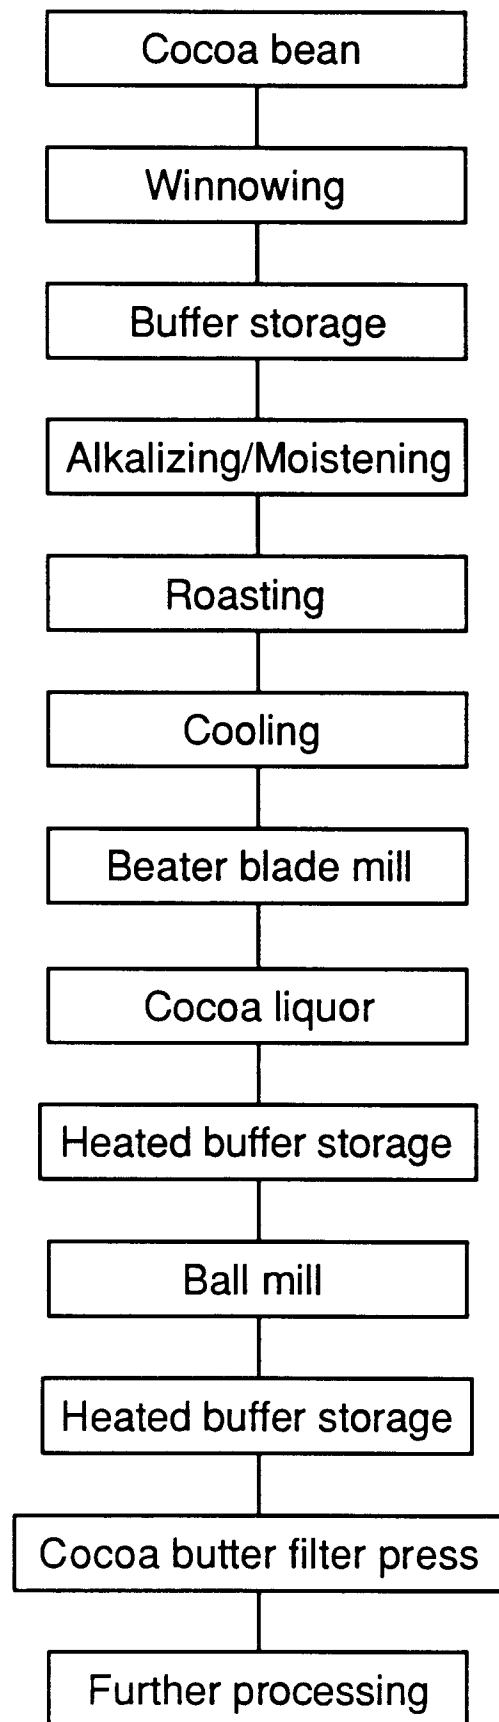 Cocoa bean
Winnowing
Buffer storage
Alkalizing/Moistening
Roasting
Cooling
Beater blade mill
Cocoa liquor
Heated buffer storage
Ball mill
Heated buffer storage
Cocoa butter filter press
Further processing